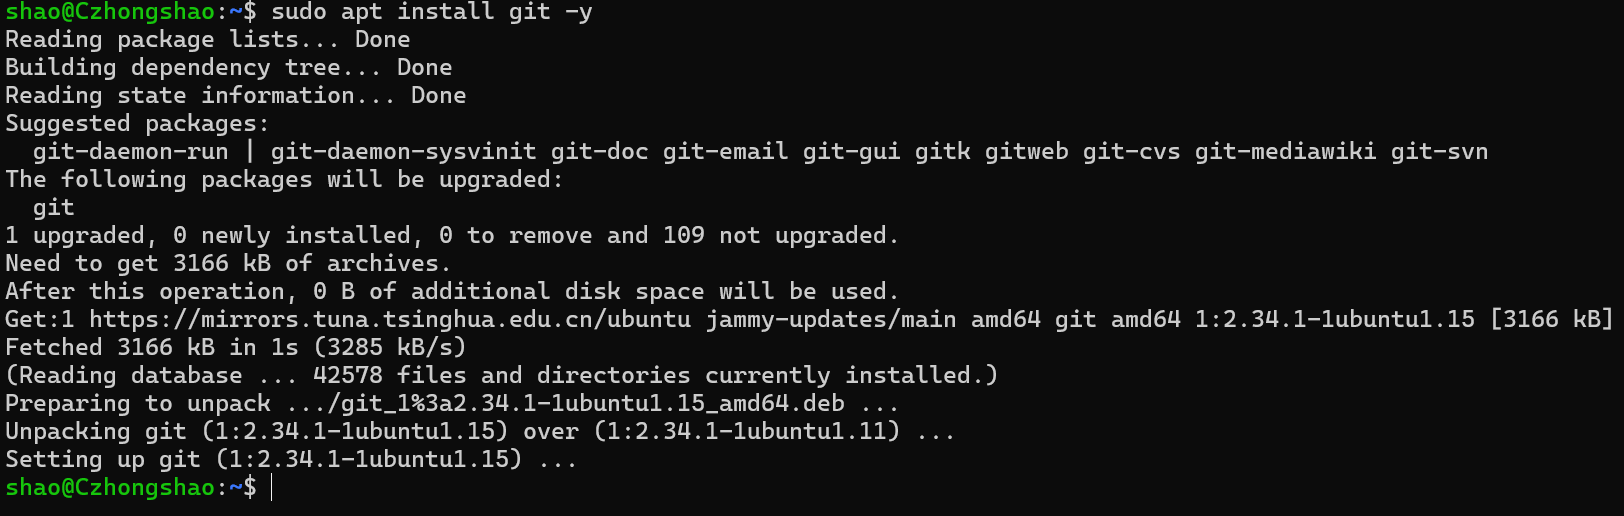 shao@Czhongshao:~$ sudo apt install git -y
Reading package lists... Done
Building dependency tree... Done
Reading state information... Done
Suggested packages:
  git-daemon-run | git-daemon-sysvinit git-doc git-email git-gui gitk gitweb git-cvs git-mediawiki git-svn
The following packages will be upgraded:
  git
1 upgraded, 0 newly installed, 0 to remove and 109 not upgraded.
Need to get 3166 kB of archives.
After this operation, 0 B of additional disk space will be used.
Get:1 https://mirrors.tuna.tsinghua.edu.cn/ubuntu jammy-updates/main amd64 git amd64 1:2.34.1-1ubuntu1.15 [3166 kB]
Fetched 3166 kB in 1s (3285 kB/s)
(Reading database ... 42578 files and directories currently installed.)
Preparing to unpack .../git_1%3a2.34.1-1ubuntu1.15_amd64.deb ...
Unpacking git (1:2.34.1-1ubuntu1.15) over (1:2.34.1-1ubuntu1.11) ...
Setting up git (1:2.34.1-1ubuntu1.15) ...
shao@Czhongshao:~$